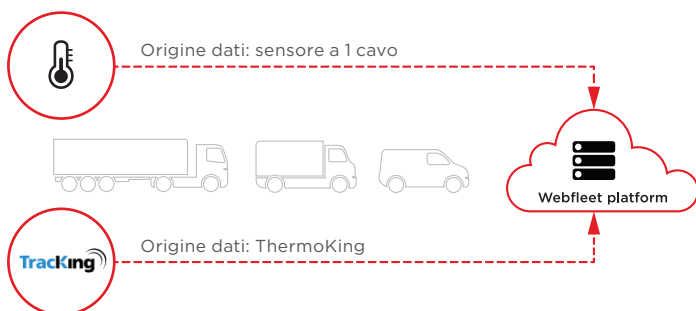 Origine dati: sensore a 1 cavo
Webfleet platform
Origine dati: ThermoKing
TracKing